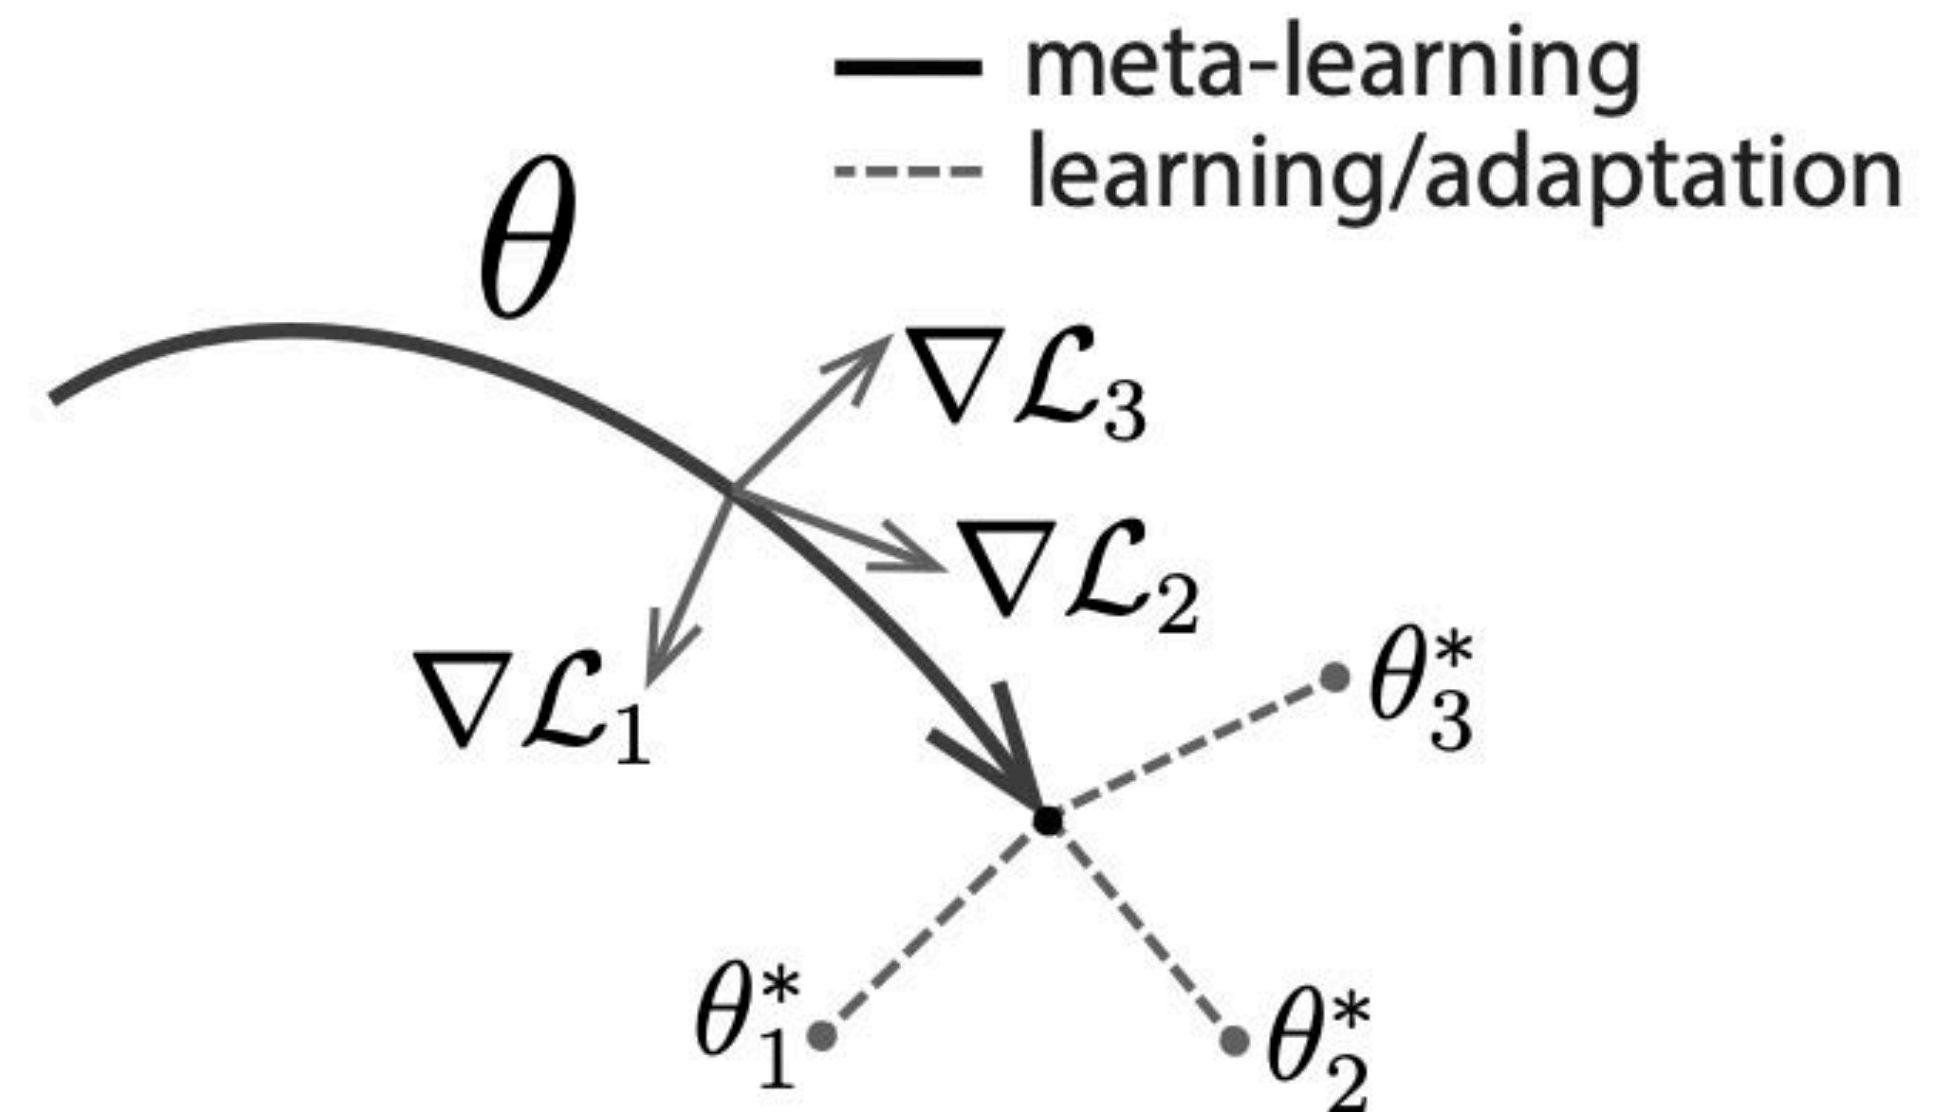 meta-learning
learning/adaptation
θ
∇ℒ₃
∇ℒ₂
∇ℒ₁
θ₃*
θ₁*
θ₂*